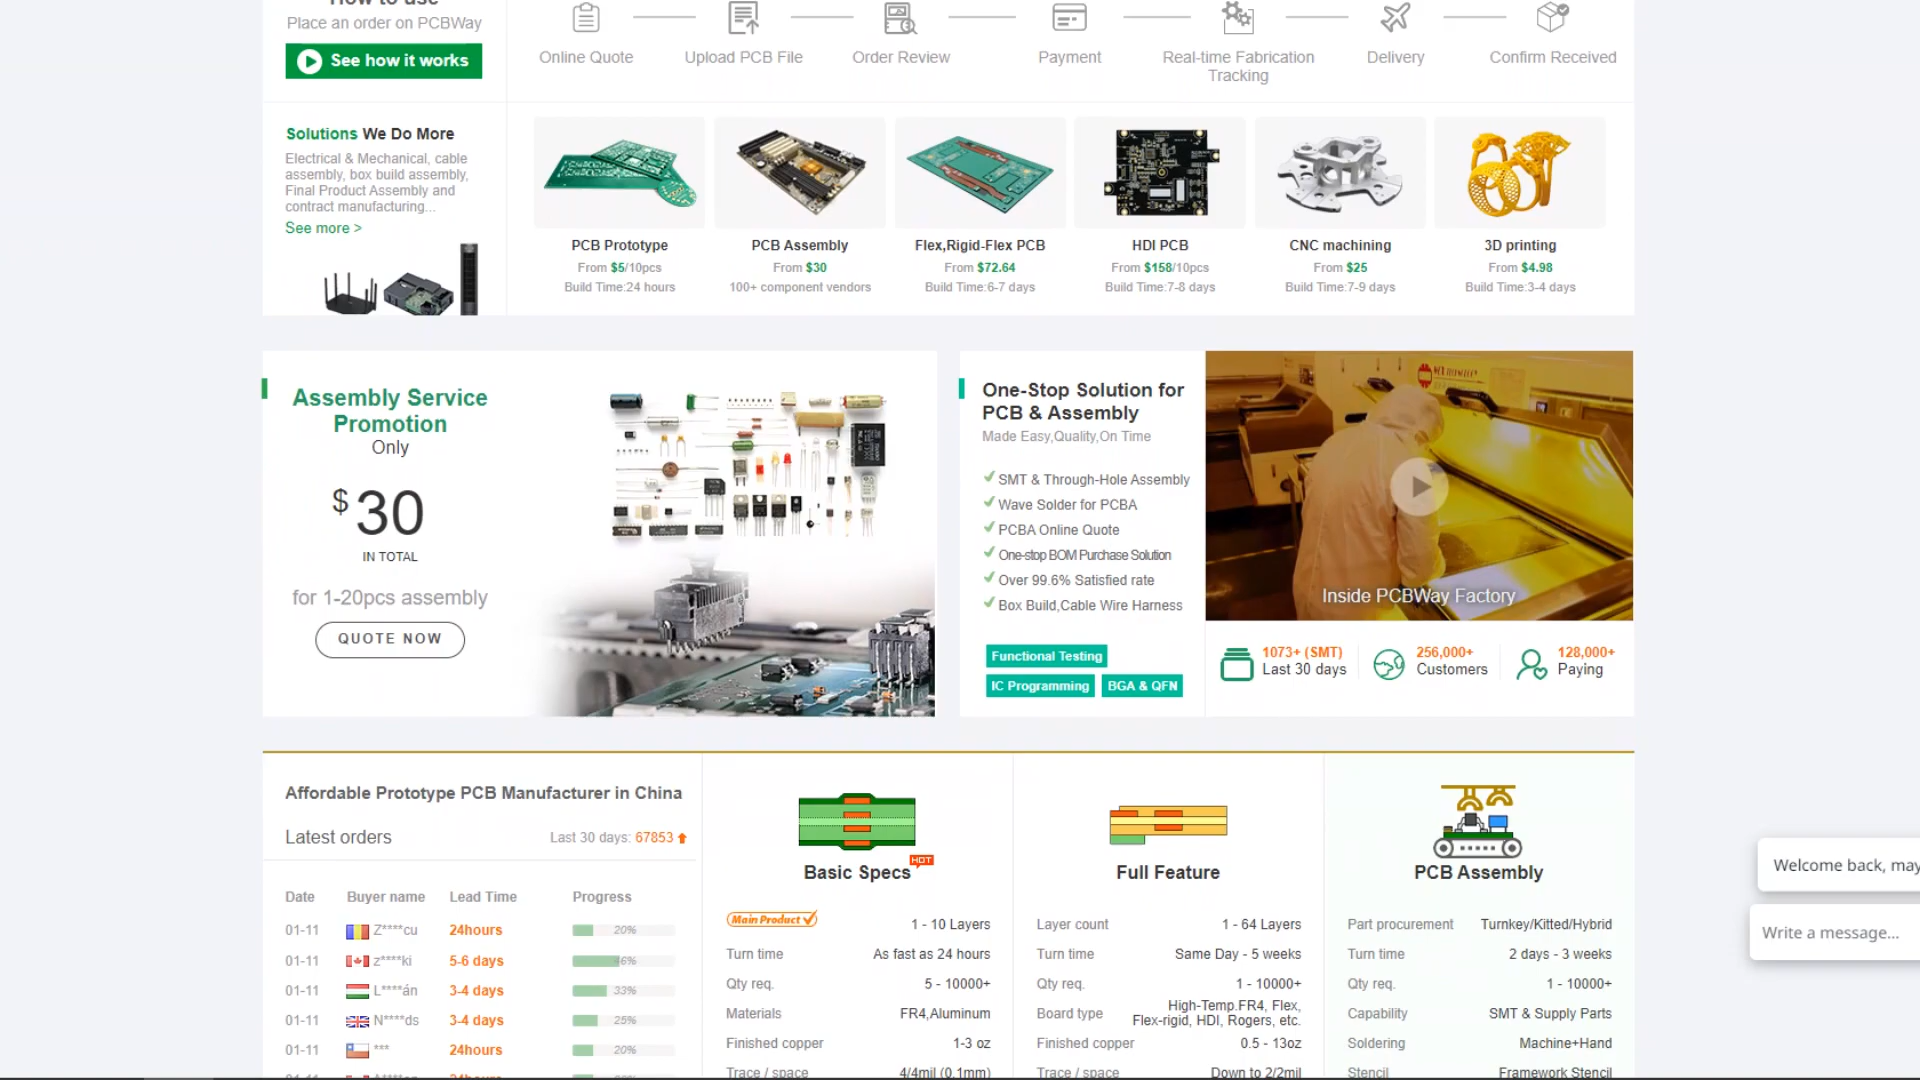 How to use
Place an order on PCBWay
See how it works
Online Quote
Upload PCB File
Order Review
Payment
Real-time Fabrication
Tracking
Delivery
Confirm Received
Solutions We Do More
Electrical & Mechanical, cable
assembly, box build assembly,
Final Product Assembly and
contract manufacturing...
See more >
PCB Prototype
From $5/10pcs
Build Time:24 hours
PCB Assembly
From $30
100+ component vendors
Flex,Rigid-Flex PCB
From $72.64
Build Time:6-7 days
HDI PCB
From $158/10pcs
Build Time:7-8 days
CNC machining
From $25
Build Time:7-9 days
3D printing
From $4.98
Build Time:3-4 days
Assembly Service
Promotion
Only
$30
IN TOTAL
for 1-20pcs assembly
QUOTE NOW
One-Stop Solution for
PCB & Assembly
Made Easy,Quality,On Time
SMT & Through-Hole Assembly
Wave Solder for PCBA
PCBA Online Quote
One-stop BOM Purchase Solution
Over 99.6% Satisfied rate
Box Build,Cable Wire Harness
Functional Testing
IC Programming
BGA & QFN
Inside PCBWay Factory
1073+ (SMT)
Last 30 days
256,000+
Customers
128,000+
Paying
Affordable Prototype PCB Manufacturer in China
Latest orders
Last 30 days: 67853
Date Buyer name Lead Time Progress
01-11 Z****cu 24hours 20%
01-11 z****ki 5-6 days 46%
01-11 L****án 3-4 days 33%
01-11 N****ds 3-4 days 25%
01-11 *** 24hours 20%
HOT
Basic Specs
Main Product 1 - 10 Layers
Turn time As fast as 24 hours
Qty req. 5 - 10000+
Materials FR4,Aluminum
Finished copper 1-3 oz
Trace / space 4/4mil (0.1mm)
Full Feature
Layer count 1 - 64 Layers
Turn time Same Day - 5 weeks
Qty req. 1 - 10000+
Board type High-Temp.FR4, Flex,
Flex-rigid, HDI, Rogers, etc.
Finished copper 0.5 - 13oz
Trace / space Down to 2/2mil
PCB Assembly
Part procurement Turnkey/Kitted/Hybrid
Turn time 2 days - 3 weeks
Qty req. 1 - 10000+
Capability SMT & Supply Parts
Soldering Machine+Hand
Stencil Framework Stencil
Welcome back, may
Write a message...